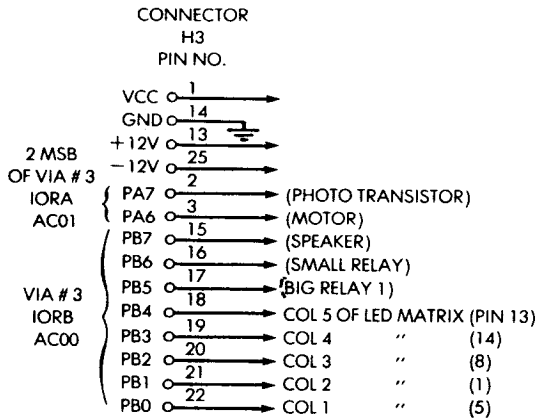 CONNECTOR
H3
PIN NO.
VCC 1
GND 14
+12V 13
−12V 25
2 MSB
OF VIA # 3
IORA
AC01
PA7 2 (PHOTO TRANSISTOR)
PA6 3 (MOTOR)
PB7 15 (SPEAKER)
PB6 16 (SMALL RELAY)
VIA # 3
IORB
AC00
PB5 17 (BIG RELAY 1)
PB4 18 COL 5 OF LED MATRIX (PIN 13)
PB3 19 COL 4 " (14)
PB2 20 COL 3 " (8)
PB1 21 COL 2 " (1)
PB0 22 COL 1 " (5)